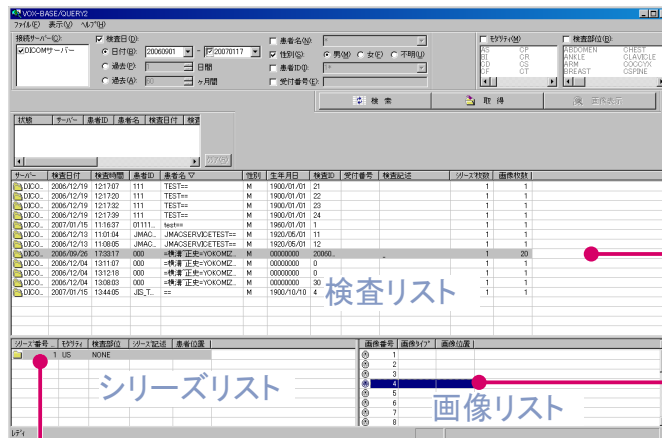 VOX-BASE/QUERY2
ファイル(F) 表示(V) ヘルプ(H)
接続サーバー(C):
DICOMサーバー
検査日(D):
日付(B): 20060901 - 20070117
過去(P): 日間
過去(A): 60 ヶ月間
患者名(N): *
性別(G): 男(M) 女(F) 不明(U)
患者ID(I): *
受付番号(E):
モダリティ(M)
AS CP
BI CR
CD CS
CF CT
検査部位(B):
ABDOMEN CHEST
ANKLE CLAVICLE
ARM COCCYX
BREAST CSPINE
検 索 取 得 画像表示
状態 サーバー 患者ID 患者名 検査日付 検査
サーバー 検査日付 検査時間 患者ID 患者名 ▽ 性別 生年月日 検査ID 受付番号 検査記述 シリーズ枚数 画像枚数
DICO... 2006/12/19 12:17:07 111 TEST== M 1900/01/01 21 1 1
DICO... 2006/12/19 12:17:20 111 TEST== M 1900/01/01 22 1 1
DICO... 2006/12/19 12:17:32 111 TEST== M 1900/01/01 23 1 1
DICO... 2006/12/19 12:17:39 111 TEST== M 1900/01/01 24 1 1
DICO... 2007/01/15 11:16:37 01111... test== M 1960/01/01 1 1 1
DICO... 2006/12/13 11:01:04 JMAC... JMACSERVICETEST== M 1920/05/01 11 1 1
DICO... 2006/12/13 11:08:05 JMAC... JMACSERVICETEST== M 1920/05/01 12 1 1
DICO... 2006/09/26 17:33:17 000 =横溝 正史=YOKOMIZ... M 00000000 20060... _ 1 20
DICO... 2006/12/04 13:11:07 000 =横溝 正史=YOKOMIZ... M 00000000 0 1 1
DICO... 2006/12/04 13:12:18 000 =横溝 正史=YOKOMIZ... M 00000000 0 1 1
DICO... 2006/12/04 13:08:03 000 =横溝 正史=YOKOMIZ... M 00000000 30 1 1
DICO... 2007/01/15 13:44:05 JIS_T... == M 1900/10/10 4 1 1
検査リスト
シリーズ番号 モダリティ 検査部位 シリーズ記述 患者位置
1 US NONE
シリーズリスト
画像番号 画像タイプ 画像位置
1
2
3
4
5
6
7
8
画像リスト
レディ